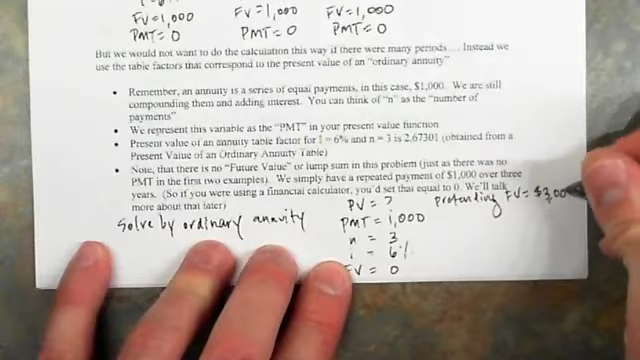 FV=1,000 FV=1,000 FV=1,000
PMT=0 PMT=0 PMT=0
But we would not want to do the calculation this way if there were many periods.... Instead we
use the table factors that correspond to the present value of an "ordinary annuity"
• Remember, an annuity is a series of equal payments, in this case, $1,000. We are still
compounding them and adding interest. You can think of "n" as the "number of
payments"
• We represent this variable as the "PMT" in your present value function
• Present value of an annuity table factor for I = 6% and n = 3 is 2.67301 (obtained from a
Present Value of an Ordinary Annuity Table)
• Note, that there is no "Future Value" or lump sum in this problem (just as there was no
PMT in the first two examples). We simply have a repeated payment of $1,000 over three
years. (So if you were using a financial calculator, you'd set that equal to 0. We'll talk
more about that later)
PV = ?
pretending FV = $3,00
Solve by ordinary annuity
PMT = 1,000
n = 3
i = 6%
FV = 0